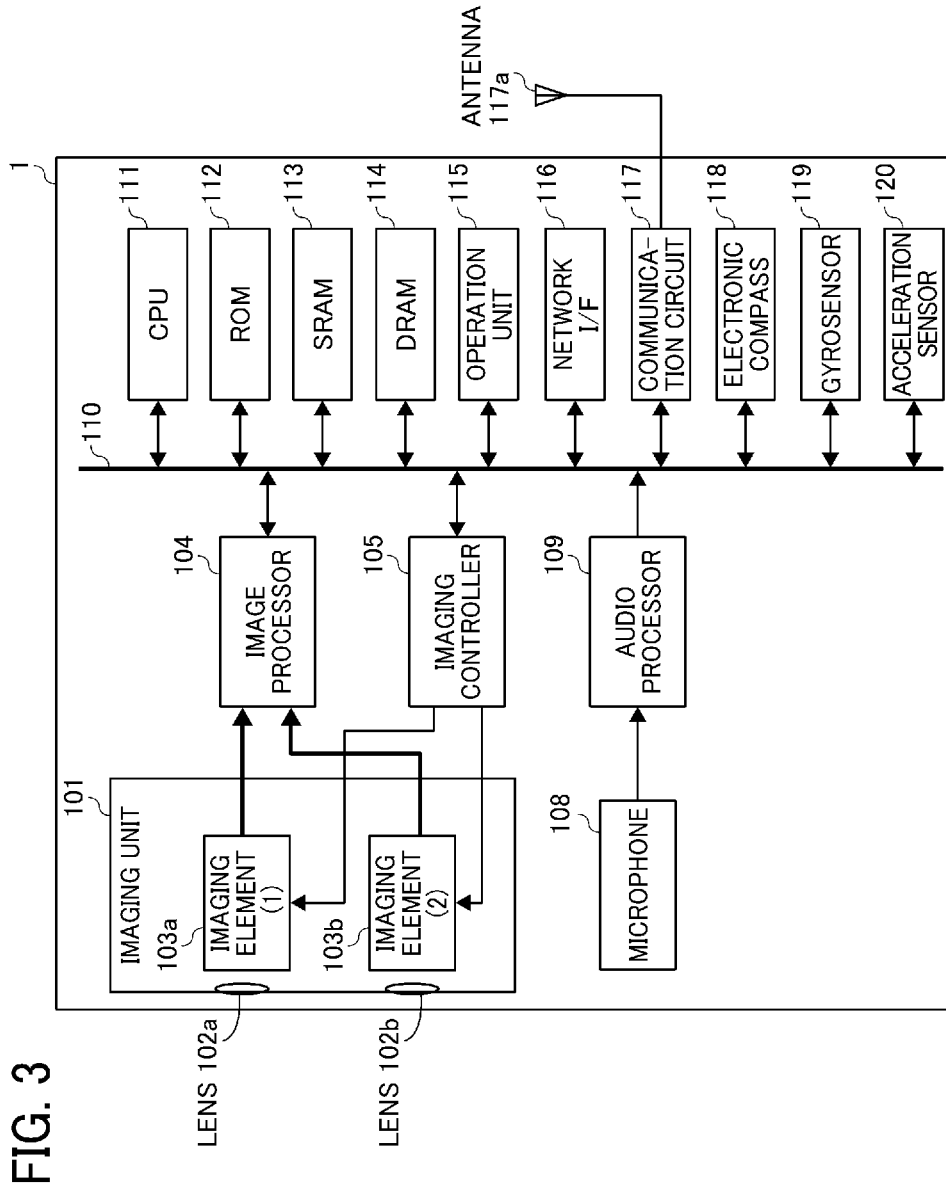 FIG. 3
1
101
IMAGING UNIT
103a
IMAGING
ELEMENT
(1)
103b
IMAGING
ELEMENT
(2)
LENS 102a
LENS 102b
104
IMAGE
PROCESSOR
105
IMAGING
CONTROLLER
108
MICROPHONE
109
AUDIO
PROCESSOR
110
111
CPU
112
ROM
113
SRAM
114
DRAM
115
OPERATION
UNIT
116
NETWORK
I/F
117
COMMUNICA-
TION CIRCUIT
118
ELECTRONIC
COMPASS
119
GYROSENSOR
120
ACCELERATION
SENSOR
ANTENNA
117a